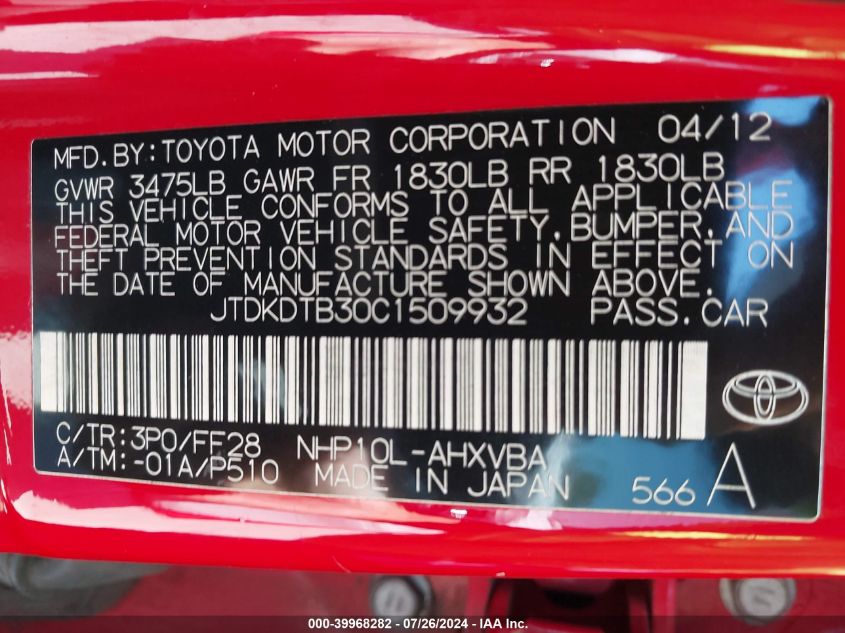 MFD.BY:TOYOTA MOTOR CORPORATION 04/12
GVWR 3475LB GAWR FR 1830LB RR 1830LB
THIS VEHICLE CONFORMS TO ALL APPLICABLE
FEDERAL MOTOR VEHICLE SAFETY,BUMPER,AND
THEFT PREVENTION STANDARDS IN EFFECT ON
THE DATE OF MANUFACTURE SHOWN ABOVE.
JTDKDTB30C1509932 PASS.CAR
C/TR:3P0/FF28 NHP10L-AHXVBA
A/TM:-01A/P510 MADE IN JAPAN 566 A
000-39968282 - 07/26/2024 - IAA Inc.